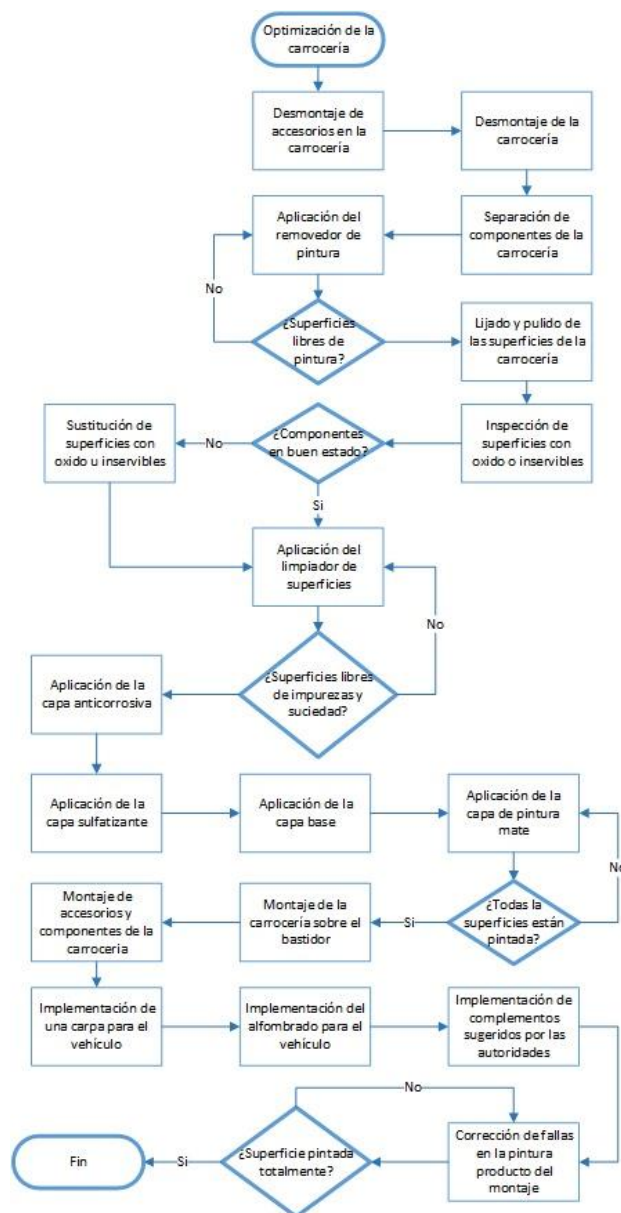 Optimización de la
carrocería
Desmontaje de
accesorios en la
carrocería
Desmontaje de la
carrocería
Aplicación del
removedor de
pintura
Separación de
componentes de la
carrocería
No
¿Superficies
libres de
pintura?
Lijado y pulido de
las superficies de la
carrocería
Sustitución de
superficies con
oxido u inservibles
No
¿Componentes
en buen estado?
Inspección de
superficies con
oxido o inservibles
Si
Aplicación del
limpiador de
superficies
No
Aplicación de la
capa anticorrosiva
¿Superficies libres
de impurezas y
suciedad?
Aplicación de la
capa sulfatizante
Aplicación de la
capa base
Aplicación de la
capa de pintura
mate
No
Montaje de
accesorios y
componentes de la
carrocería
Montaje de la
carrocería sobre el
bastidor
Si
¿Todas la
superficies están
pintada?
Implementación de
una carpa para el
vehículo
Implementación del
alfombrado para el
vehículo
Implementación de
complementos
sugeridos por las
autoridades
No
Fin
Si
¿Superficie pintada
totalmente?
Corrección de fallas
en la pintura
producto del
montaje